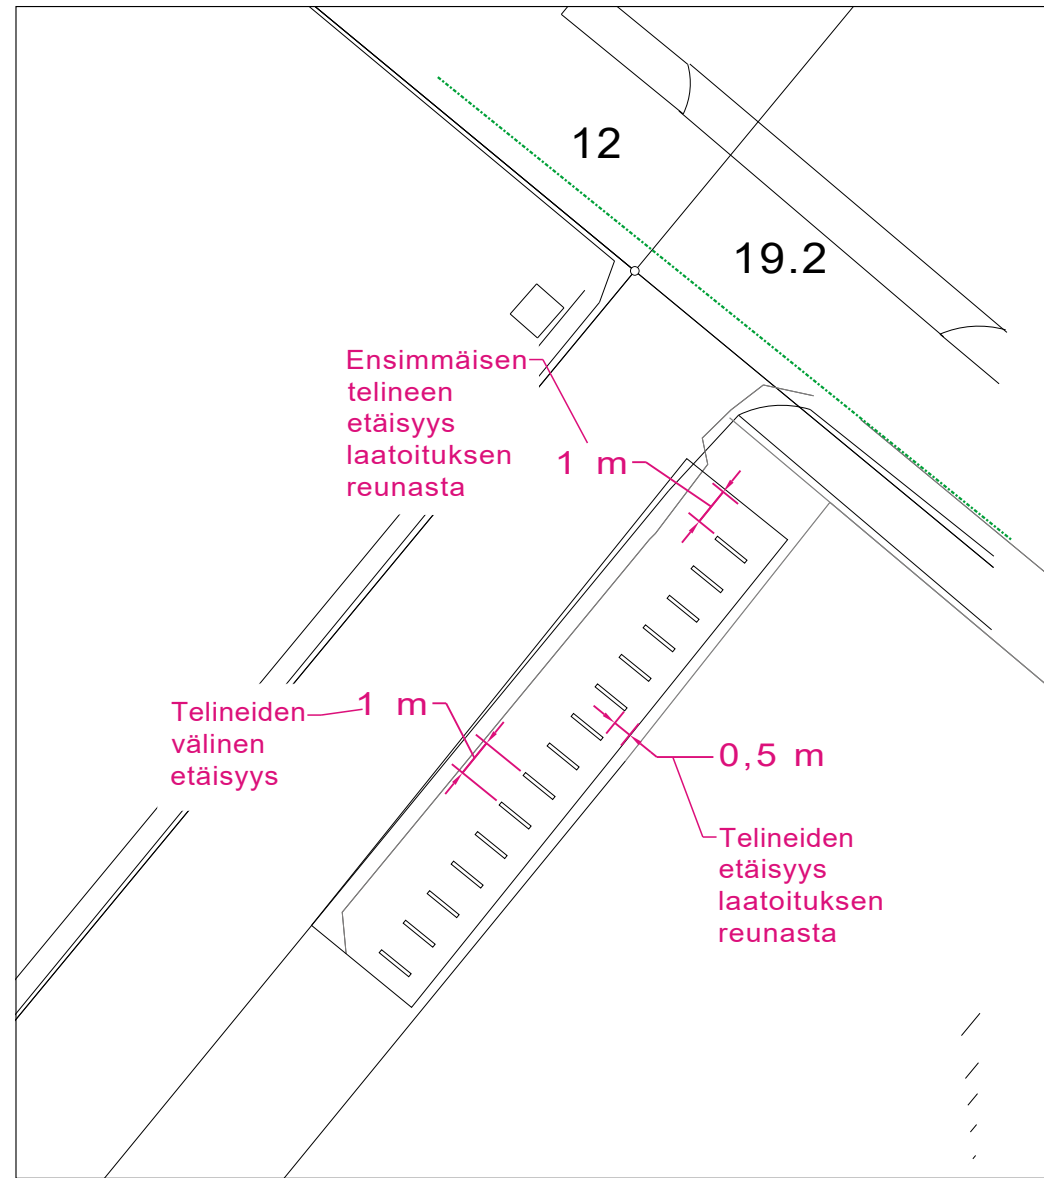 12
19.2
Ensimmäisen
telineen
etäisyys
laatoituksen
reunasta
1 m
Telineiden
välinen
etäisyys
1 m
0,5 m
Telineiden
etäisyys
laatoituksen
reunasta